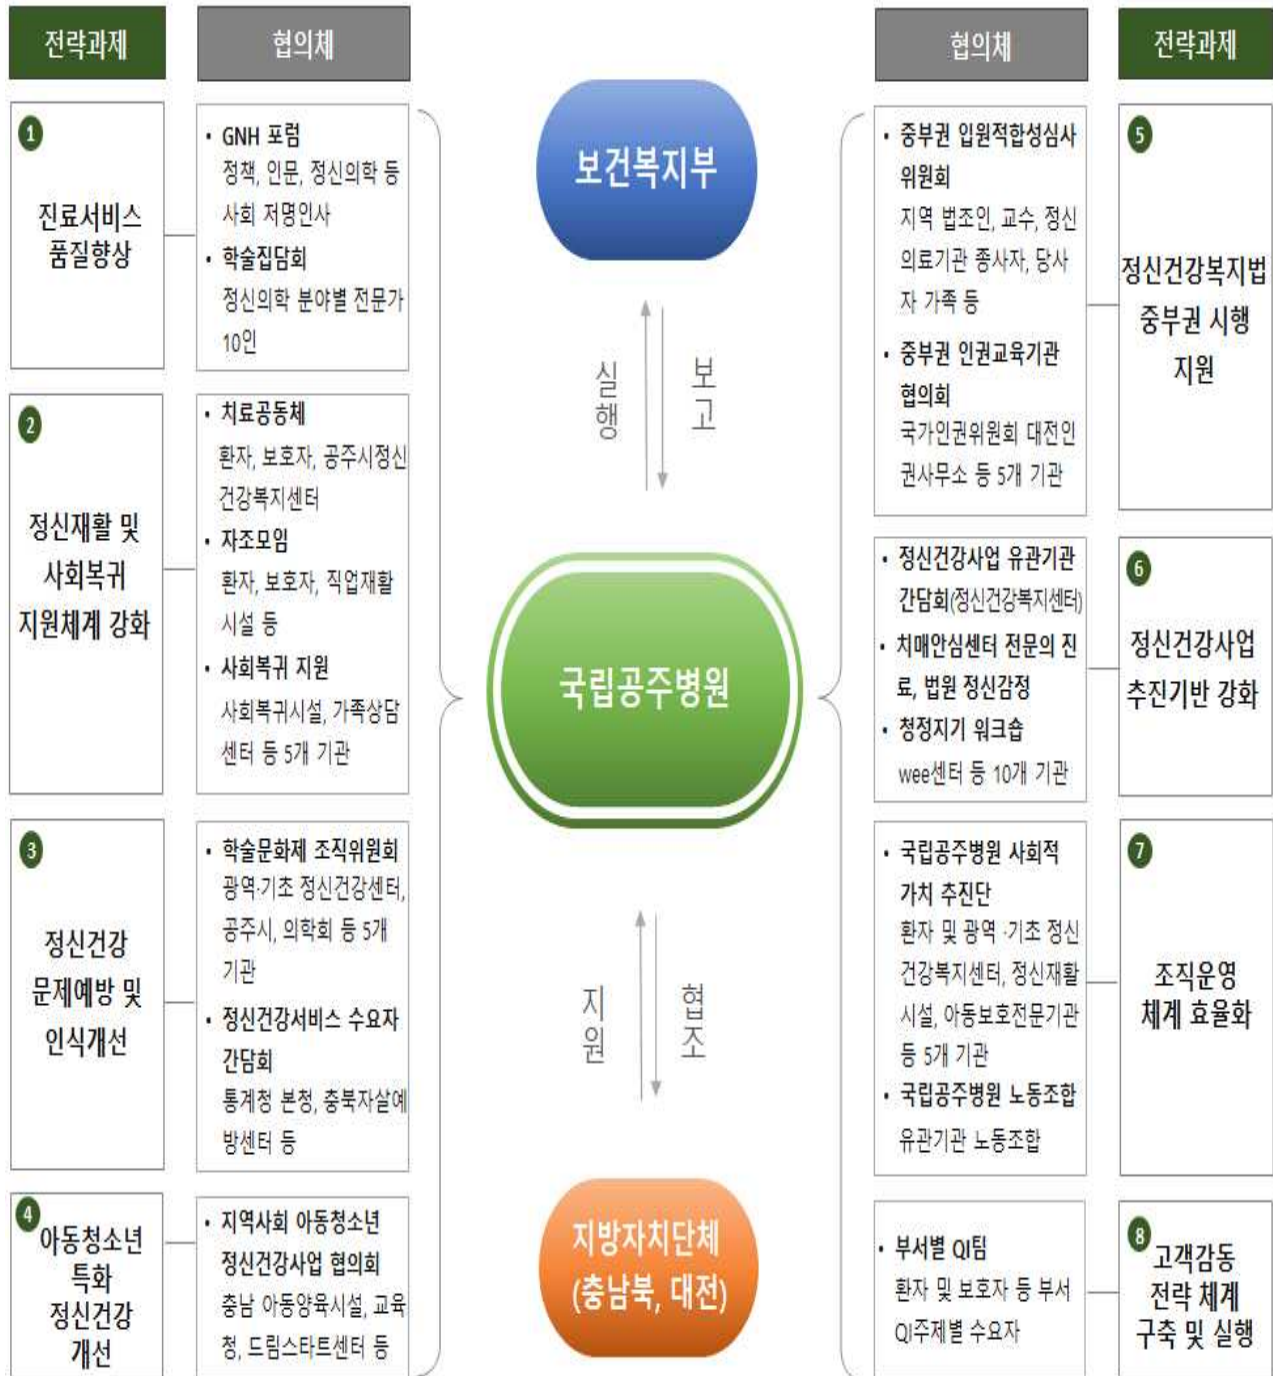 전략과제
협의체
1
진료서비스
품질향상
• GNH 포럼
정책, 인문, 정신의학 등
사회 저명인사
• 학술집담회
정신의학 분야별 전문가
10인
2
정신재활 및
사회복귀
지원체계 강화
• 치료공동체
환자, 보호자, 공주시정신
건강복지센터
• 자조모임
환자, 보호자, 직업재활
시설 등
• 사회복귀 지원
사회복귀시설, 가족상담
센터 등 5개 기관
3
정신건강
문제예방 및
인식개선
• 학술문화제 조직위원회
광역·기초 정신건강센터,
공주시, 의학회 등 5개
기관
• 정신건강서비스 수요자
간담회
통계청 본청, 충북자살예
방센터 등
4
아동청소년
특화
정신건강
개선
• 지역사회 아동청소년
정신건강사업 협의회
충남 아동양육시설, 교육
청, 드림스타트센터 등
보건복지부
실행
보고
국립공주병원
지원
협조
지방자치단체
(충남북, 대전)
협의체
전략과제
• 중부권 입원적합성심사
위원회
지역 법조인, 교수, 정신
의료기관 종사자, 당사
자 가족 등
• 중부권 인권교육기관
협의회
국가인권위원회 대전인
권사무소 등 5개 기관
5
정신건강복지법
중부권 시행
지원
• 정신건강사업 유관기관
간담회(정신건강복지센터)
• 치매안심센터 전문의 진
료, 법원 정신감정
• 청정지기 워크숍
wee센터 등 10개 기관
6
정신건강사업
추진기반 강화
• 국립공주병원 사회적
가치 추진단
환자 및 광역 ·기초 정신
건강복지센터, 정신재활
시설, 아동보호전문기관
등 5개 기관
• 국립공주병원 노동조합
유관기관 노동조합
7
조직운영
체계 효율화
• 부서별 QI팀
환자 및 보호자 등 부서
QI주제별 수요자
8
고객감동
전략 체계
구축 및 실행